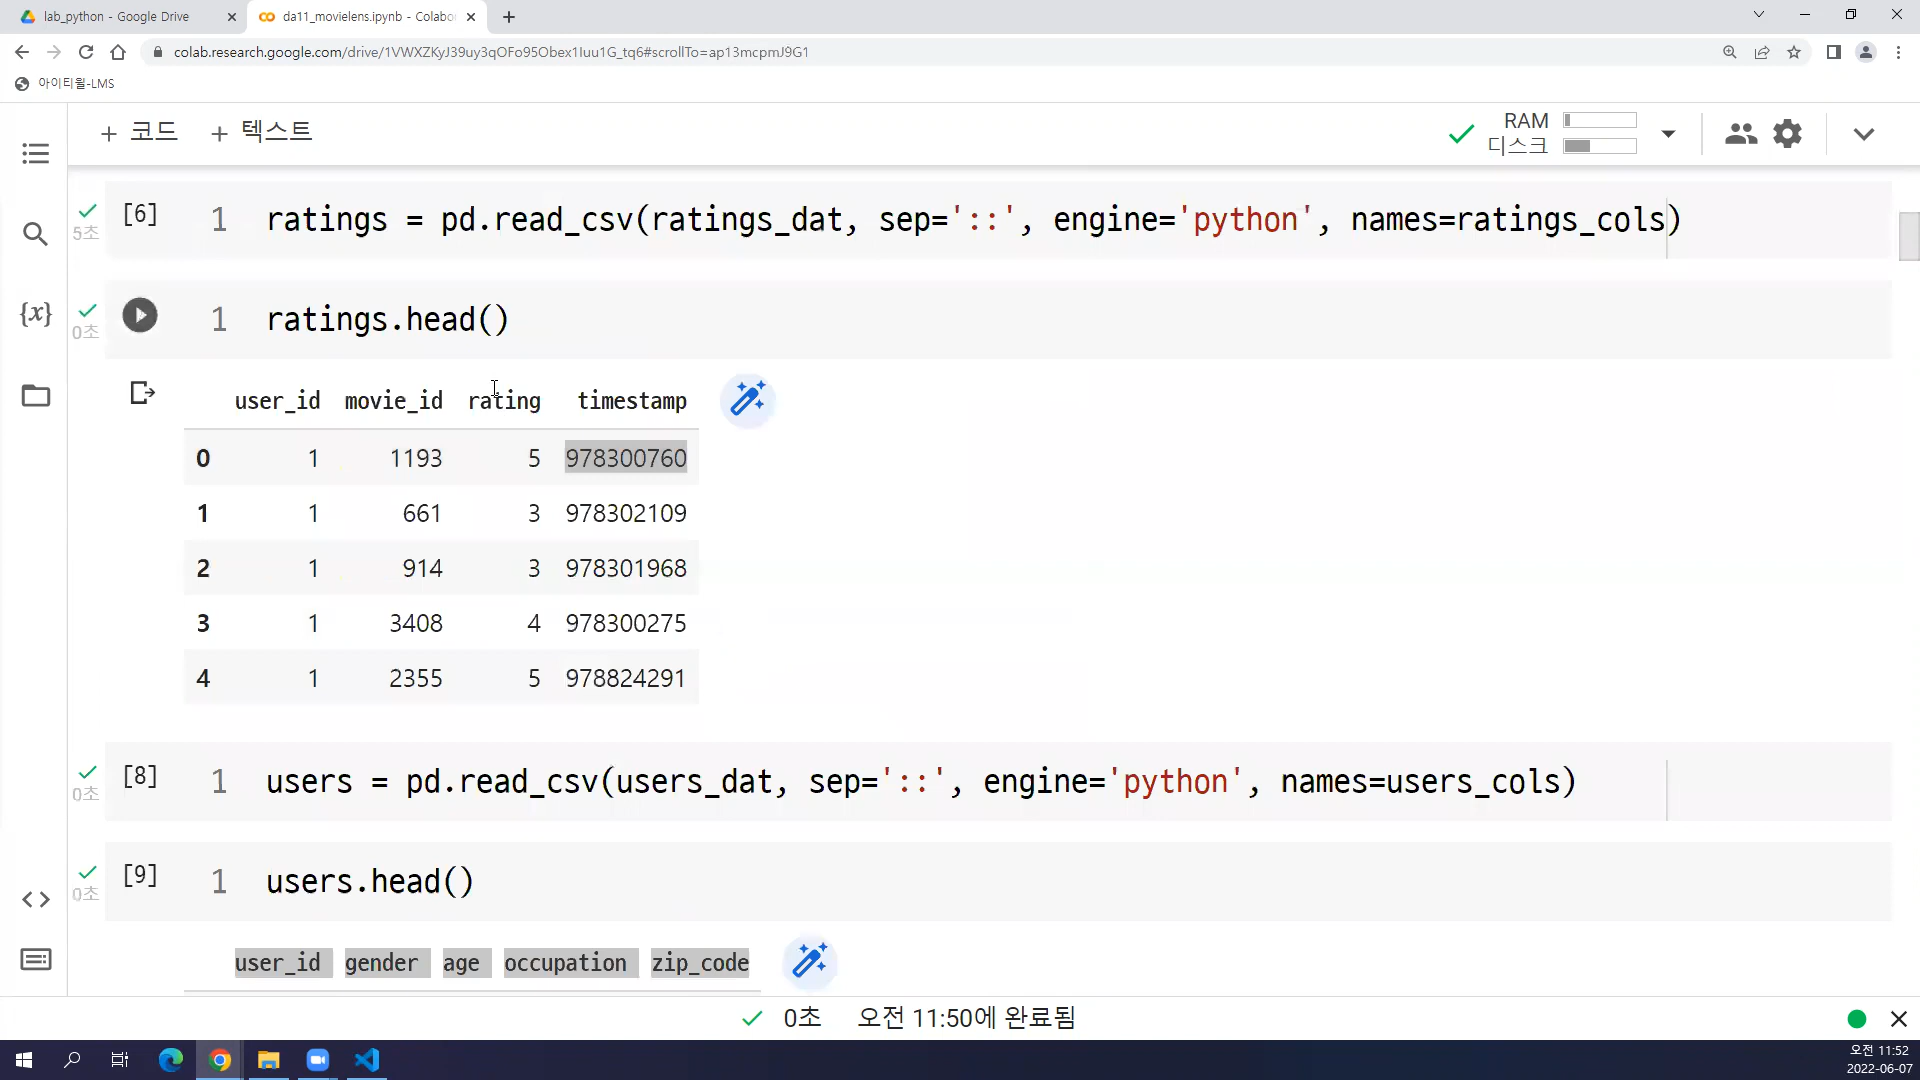 lab_python - Google Drive
da11_movielens.ipynb - Colabo
colab.research.google.com/drive/1VWXZKyJ39uy3qOFo95Obex1Iuu1G_tq6#scrollTo=ap13mcpmJ9G1
아이티윌-LMS
+ 코드 + 텍스트
RAM
디스크
[6] 1 ratings = pd.read_csv(ratings_dat, sep='::', engine='python', names=ratings_cols)
5초
1 ratings.head()
0초
user_id movie_id rating timestamp
0 1 1193 5 978300760
1 1 661 3 978302109
2 1 914 3 978301968
3 1 3408 4 978300275
4 1 2355 5 978824291
[8] 1 users = pd.read_csv(users_dat, sep='::', engine='python', names=users_cols)
0초
[9] 1 users.head()
0초
user_id gender age occupation zip_code
0초 오전 11:50에 완료됨
오전 11:52
2022-06-07